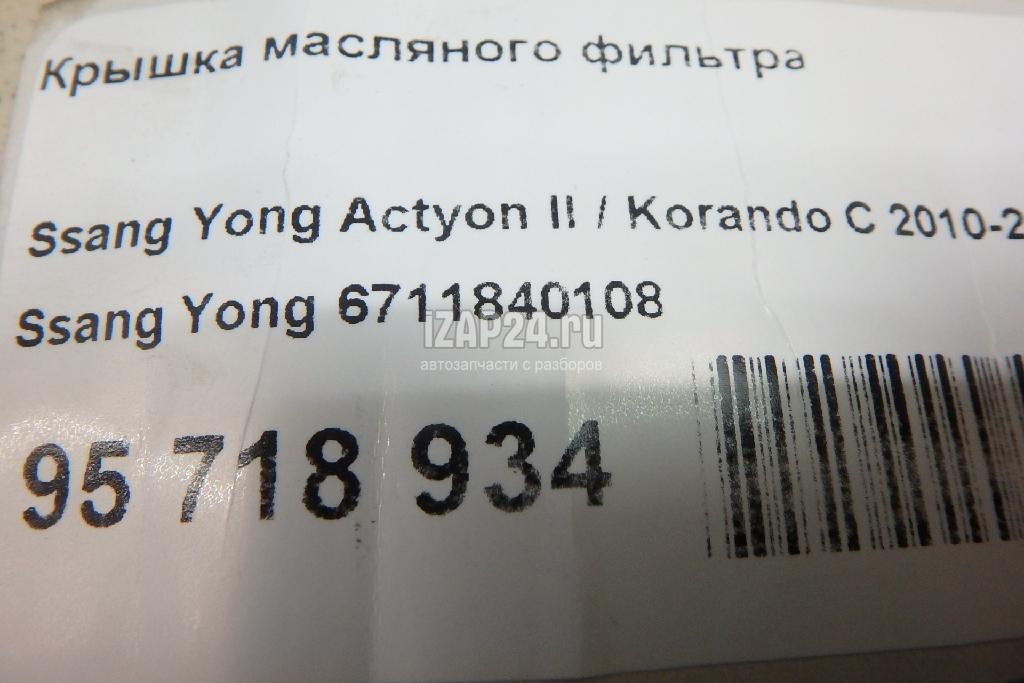 Крышка масляного фильтра
Ssang Yong Actyon II / Korando C 2010-2
Ssang Yong 6711840108
iZAP24.ru
автозапчасти с разборов
95 718 934